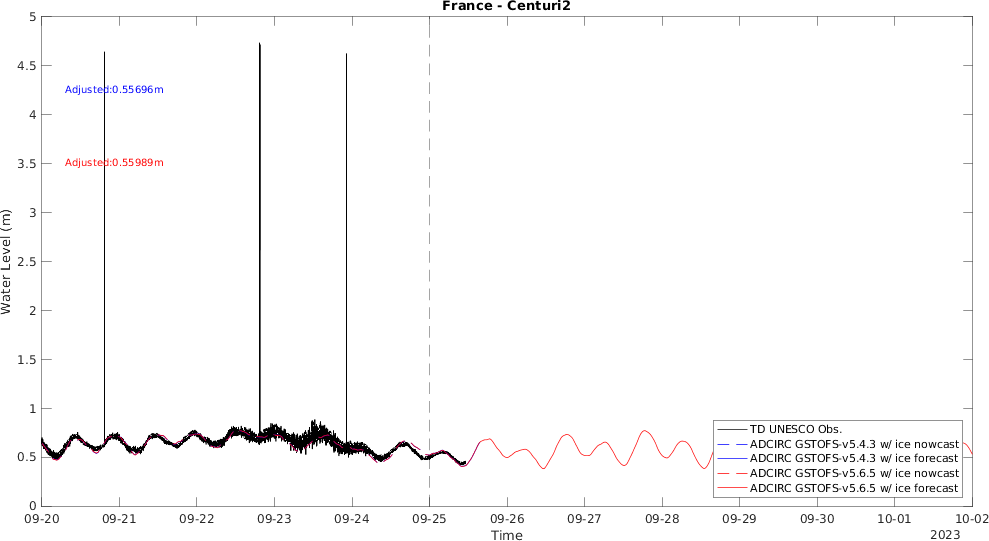 France - Centuri2
5
4.5
4
3.5
3
2.5
2
1.5
1
0.5
0
Water Level (m)
Adjusted:0.55696m
Adjusted:0.55989m
TD UNESCO Obs.
ADCIRC GSTOFS-v5.4.3 w/ ice nowcast
ADCIRC GSTOFS-v5.4.3 w/ ice forecast
ADCIRC GSTOFS-v5.6.5 w/ ice nowcast
ADCIRC GSTOFS-v5.6.5 w/ ice forecast
09-20 09-21 09-22 09-23 09-24 09-25 09-26 09-27 09-28 09-29 09-30 10-01 10-02
Time
2023